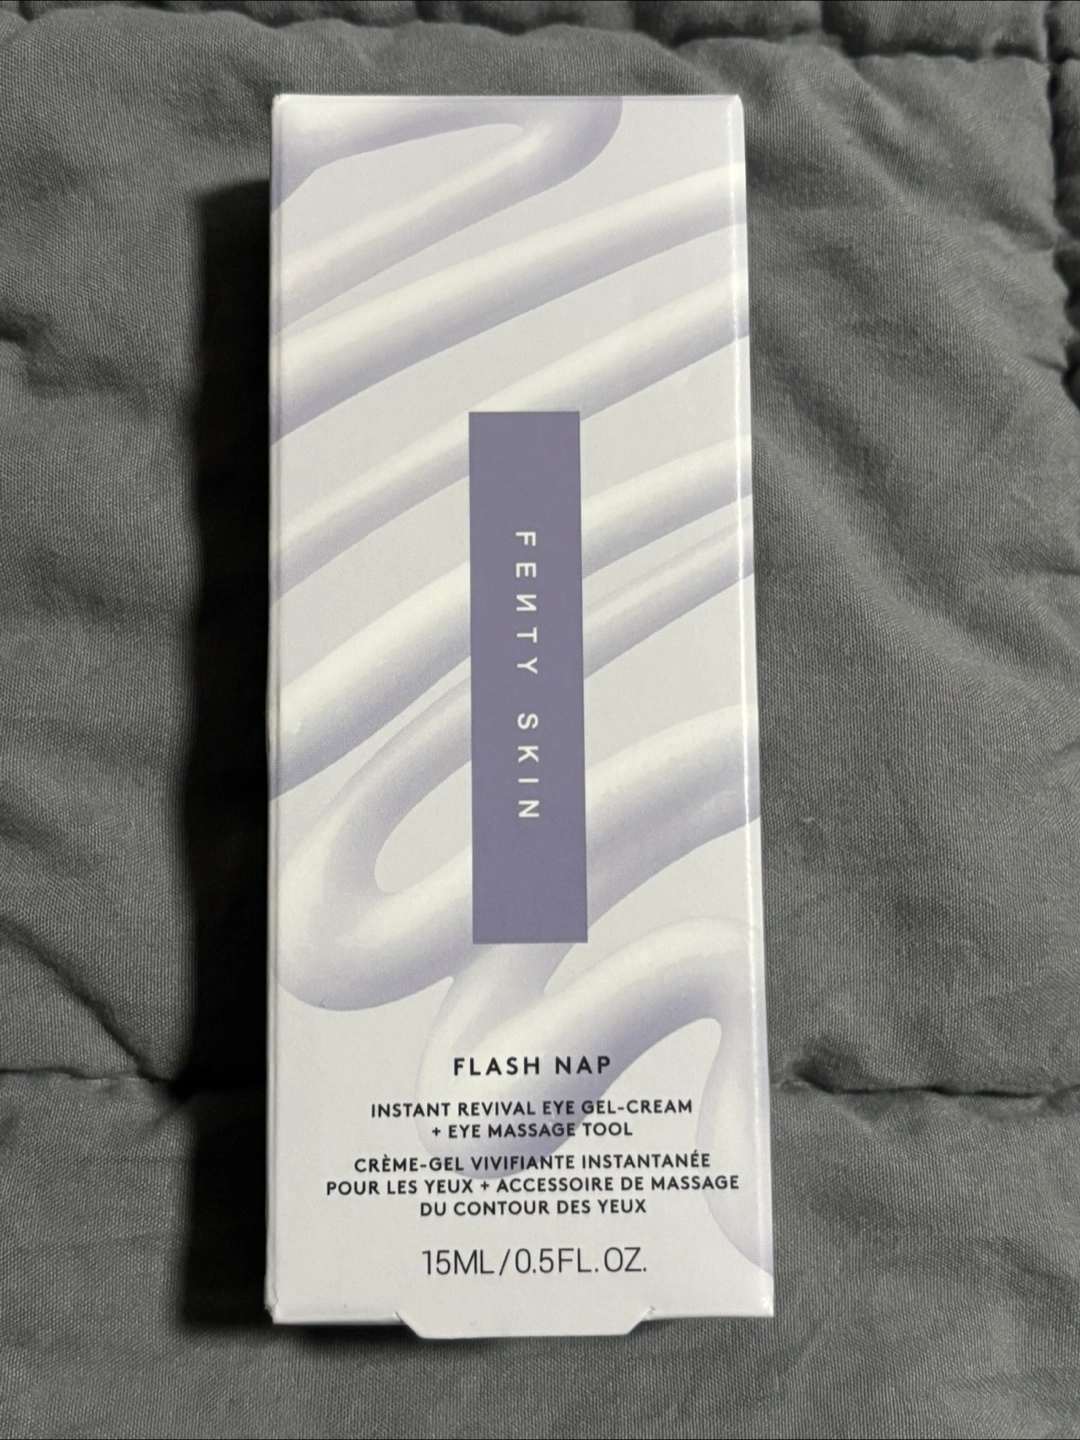 FEИTY SKIN
FLASH NAP
INSTANT REVIVAL EYE GEL-CREAM
+ EYE MASSAGE TOOL
CRÈME-GEL VIVIFIANTE INSTANTANÉE
POUR LES YEUX + ACCESSOIRE DE MASSAGE
DU CONTOUR DES YEUX
15ML/0.5FL.OZ.